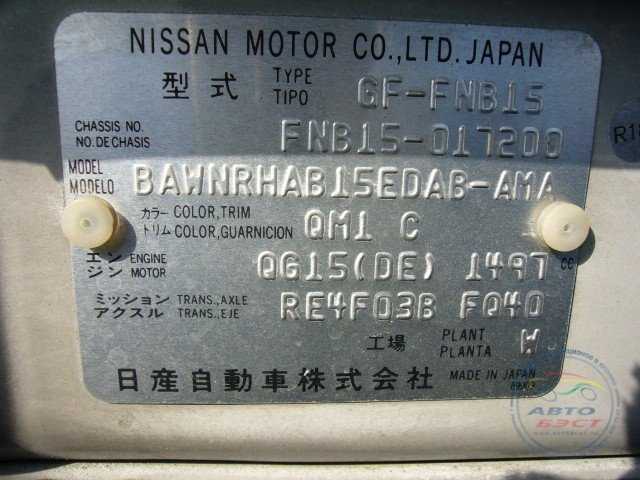 NISSAN MOTOR CO.,LTD. JAPAN
型式 TYPE TIPO GF-FNB15
CHASSIS NO. NO.DE CHASIS FNB15-017200
MODEL MODELO BAWNRHAB15EDAB-AMA
カラー COLOR,TRIM
トリム COLOR,GUARNICION QM1 C
エンジン ENGINE MOTOR QG15(DE) 1497 CC
ミッション TRANS.,AXLE
アクスル TRANS.,EJE RE4F03B FQ40
工場 PLANT PLANTA W
日産自動車株式会社 MADE IN JAPAN
АВТО
БЭСТ